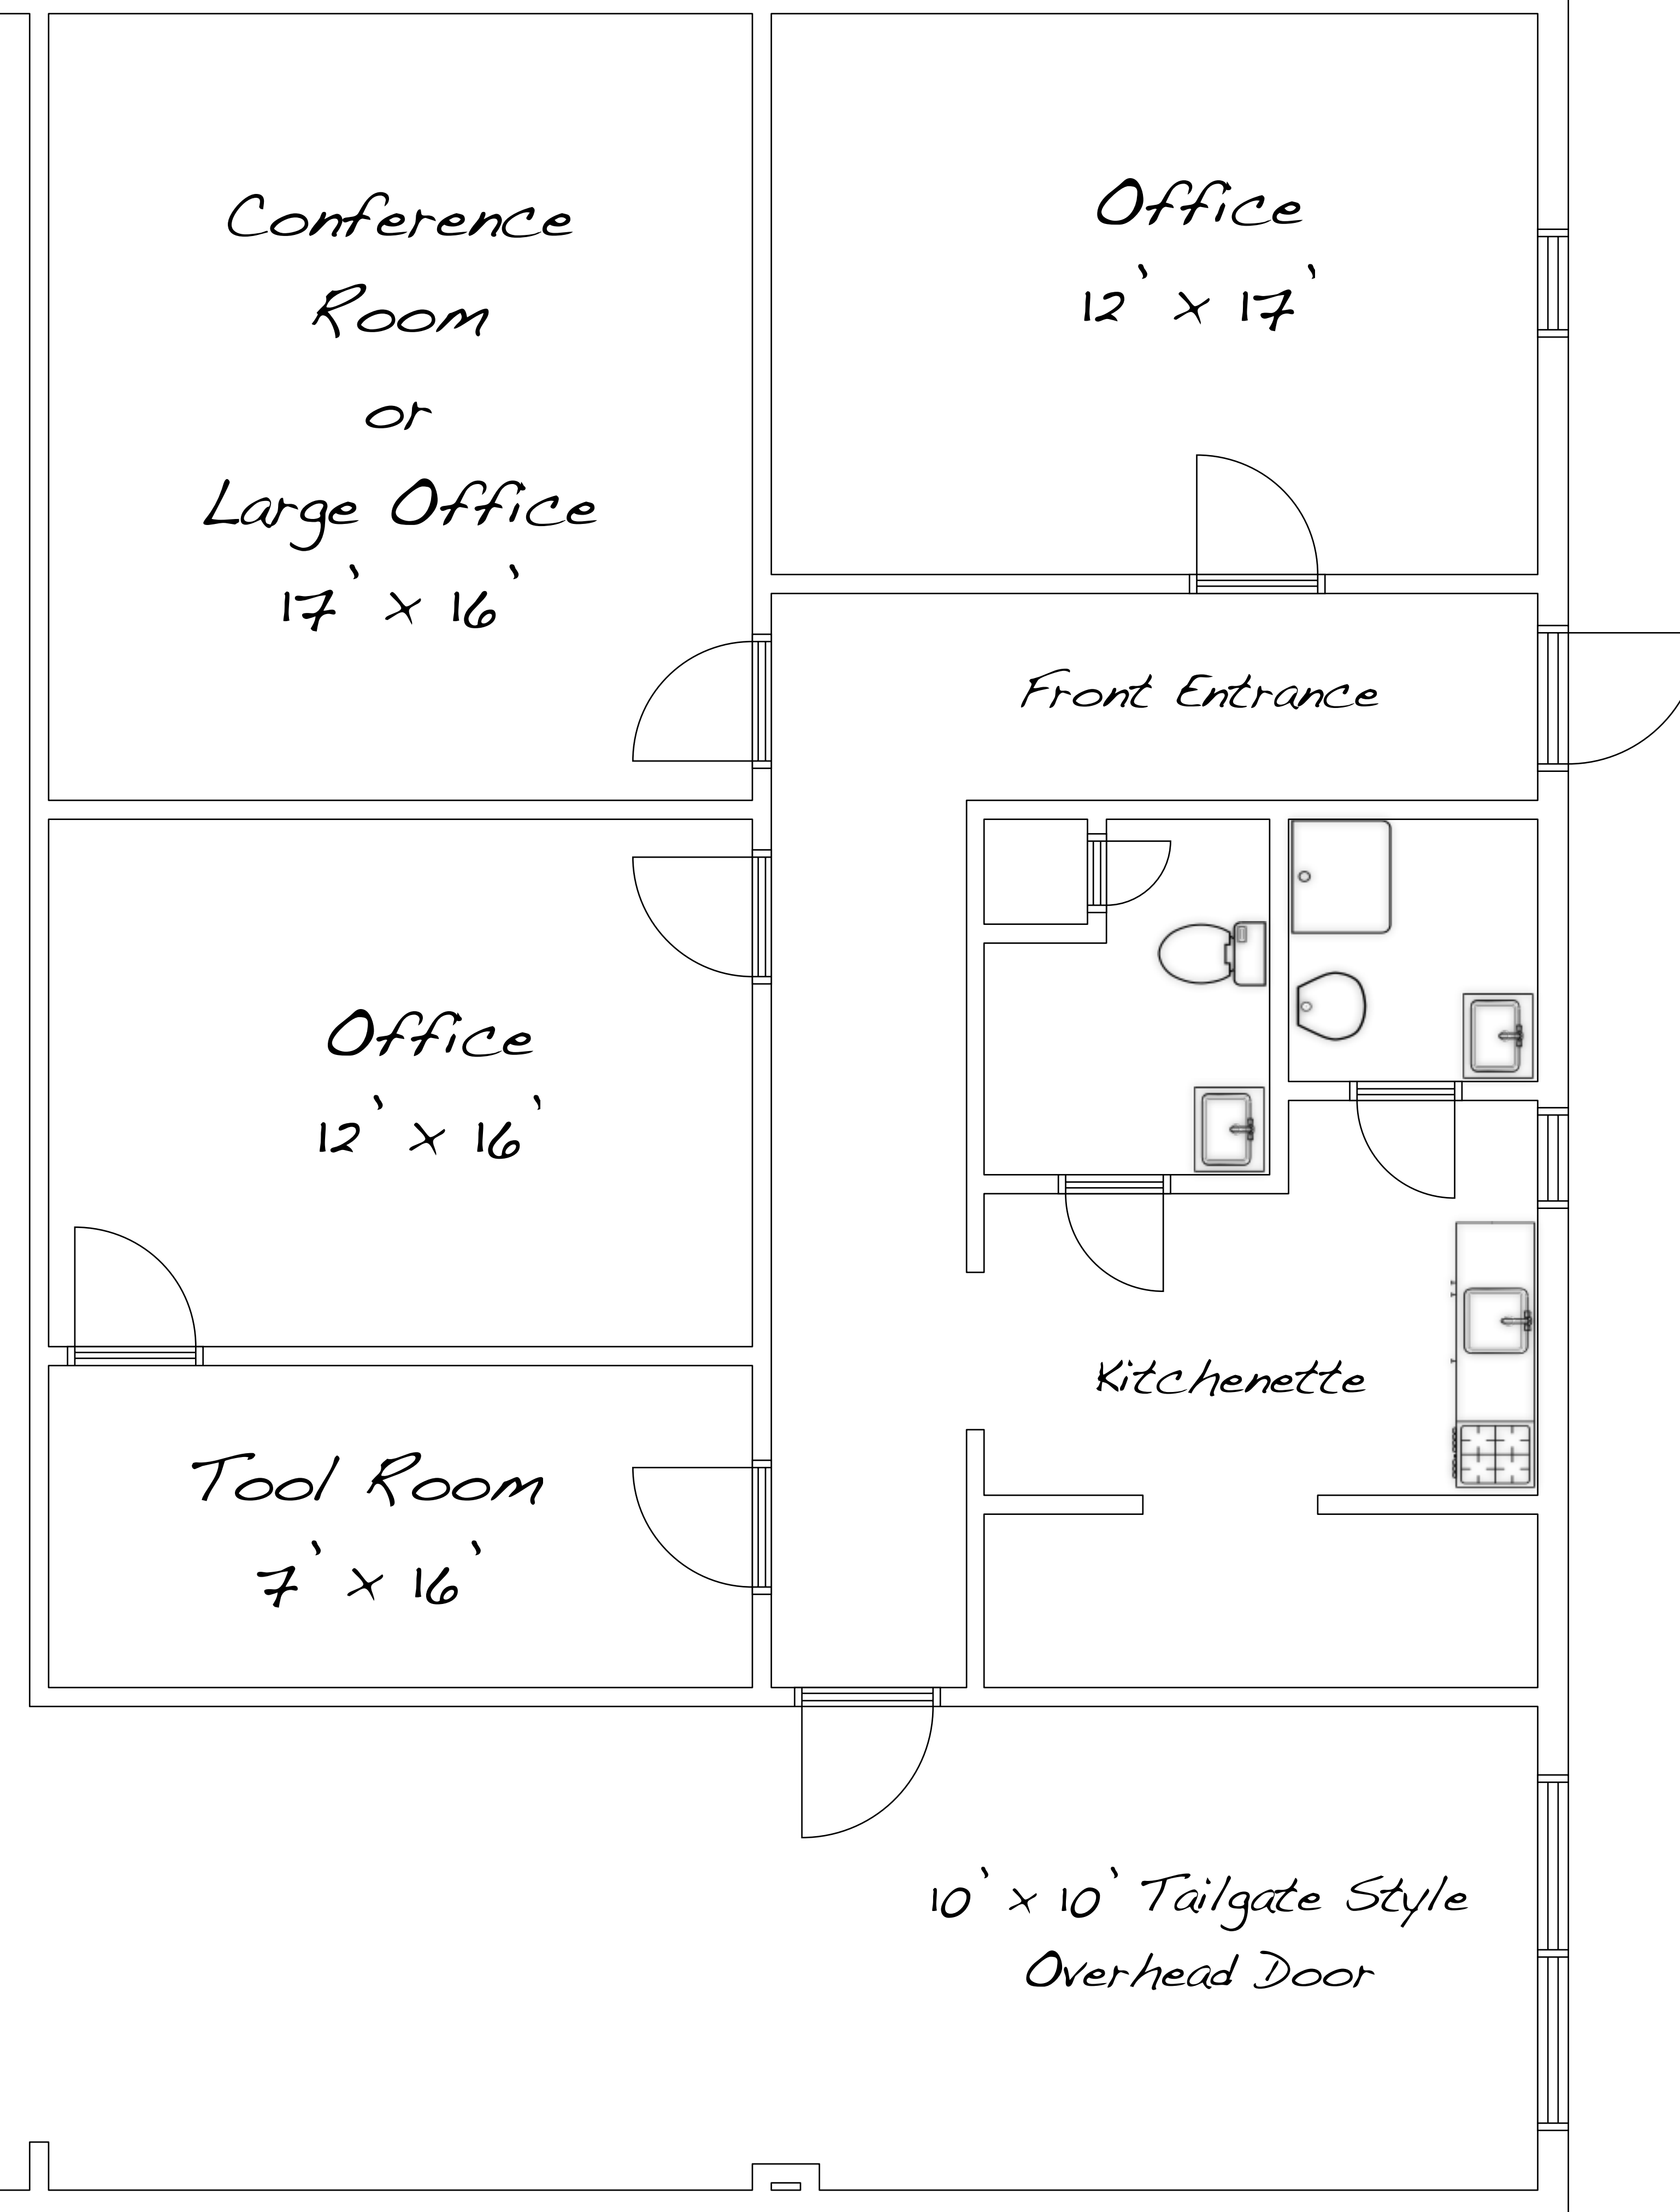 Conference
Room
or
Large Office
17' x 16'
Office
12' x 17'
Front Entrance
Office
12' x 16'
Kitchenette
Tool Room
7' x 16'
10' x 10' Tailgate Style
Overhead Door